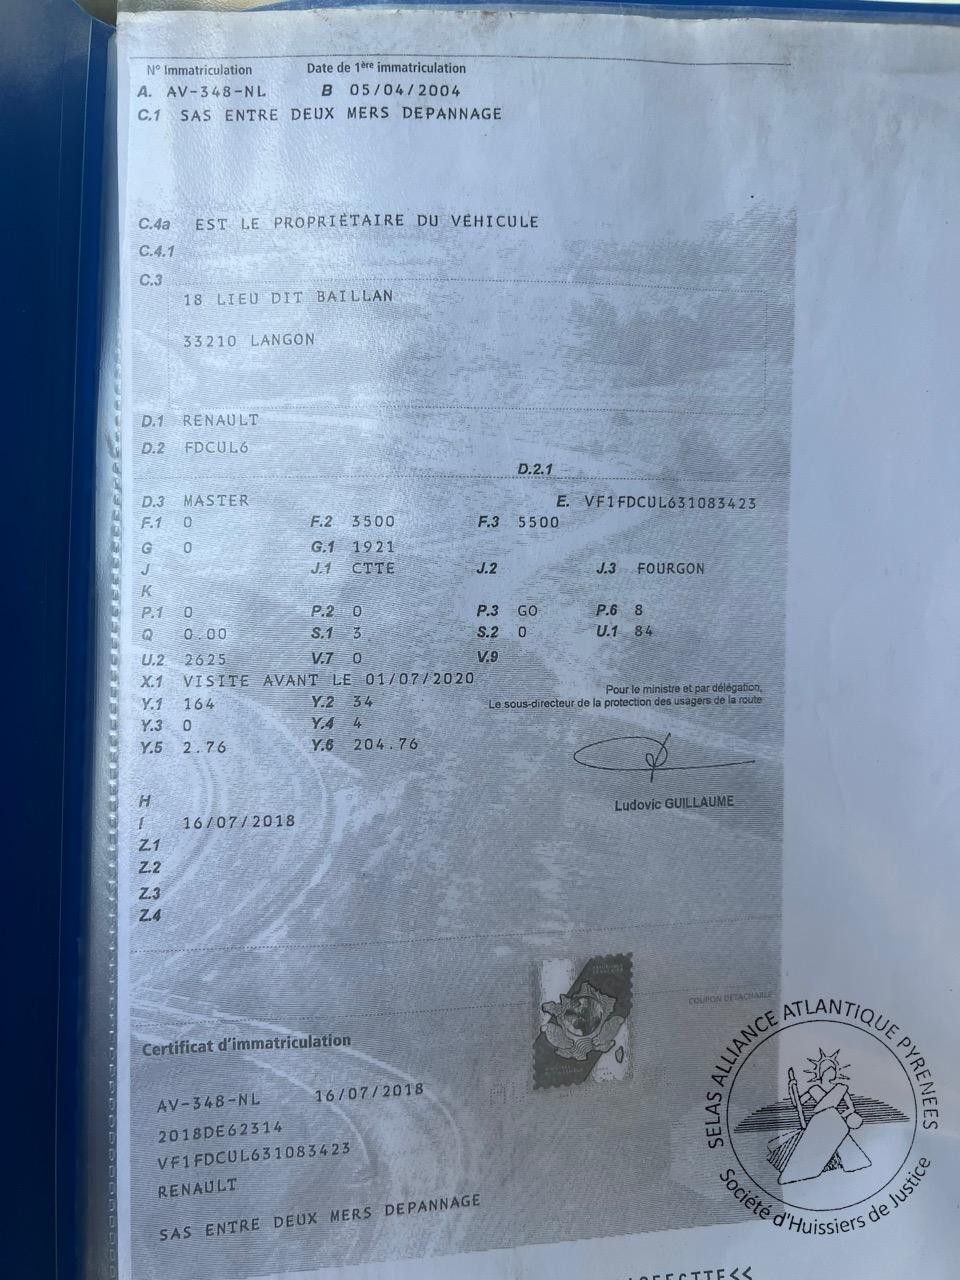 N° Immatriculation Date de 1ère immatriculation
A. AV-348-NL B 05/04/2004
C.1 SAS ENTRE DEUX MERS DEPANNAGE
C.4a EST LE PROPRIÉTAIRE DU VÉHICULE
C.4.1
C.3
18 LIEU DIT BAILLAN
33210 LANGON
D.1 RENAULT
D.2 FDCUL6
D.2.1
D.3 MASTER E. VF1FDCUL631083423
F.1 0 F.2 3500 F.3 5500
G 0 G.1 1921
J J.1 CTTE J.2 J.3 FOURGON
K
P.1 0 P.2 0 P.3 GO P.6 8
Q 0.00 S.1 3 S.2 0 U.1 84
U.2 2625 V.7 0 V.9
X.1 VISITE AVANT LE 01/07/2020
Pour le ministre et par délégation,
Y.1 164 Y.2 34 Le sous-directeur de la protection des usagers de la route
Y.3 0 Y.4 4
Y.5 2.76 Y.6 204.76
H Ludovic GUILLAUME
I 16/07/2018
Z.1
Z.2
Z.3
Z.4
COUPON DÉTACHABLE
Certificat d'immatriculation
AV-348-NL 16/07/2018
2018DE62314
VF1FDCUL631083423
RENAULT
SAS ENTRE DEUX MERS DEPANNAGE
SELAS ALLIANCE ATLANTIQUE PYRENEES
Société d'Huissiers de Justice